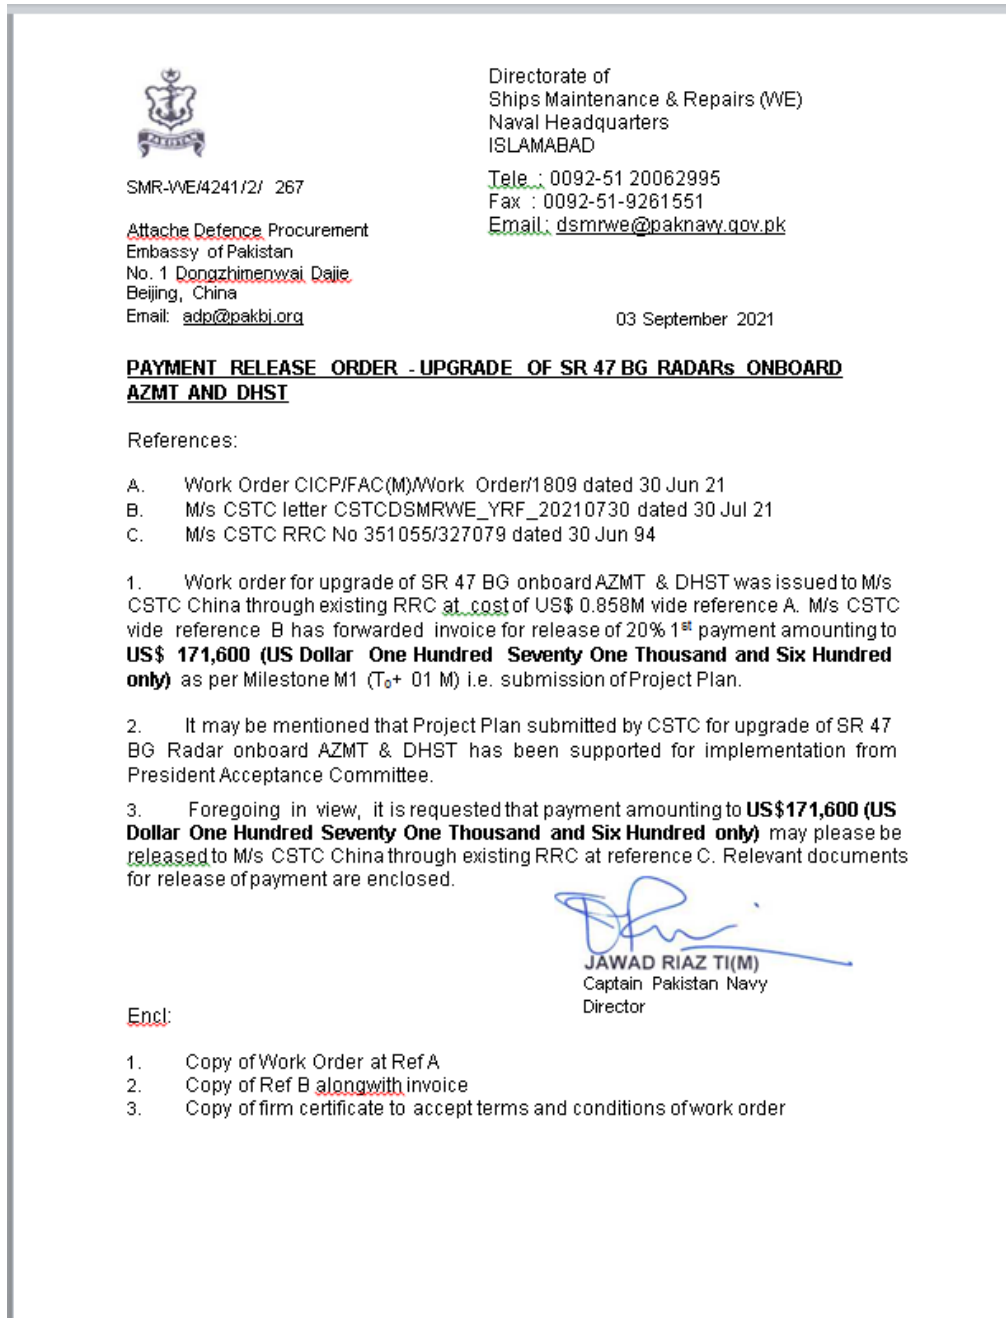 PAKISTAN
Directorate of
Ships Maintenance & Repairs (WE)
Naval Headquarters
ISLAMABAD
Tele : 0092-51 20062995
Fax : 0092-51-9261551
Email : dsmrwe@paknavy.gov.pk
SMR-WE/4241/2/ 267
Attache Defence Procurement
Embassy of Pakistan
No. 1 Dongzhimenwai Dajie
Beijing, China
Email: adp@pakbj.org
03 September 2021
PAYMENT RELEASE ORDER - UPGRADE OF SR 47 BG RADARs ONBOARD
AZMT AND DHST
References:
A. Work Order CICP/FAC(M)/Work Order/1809 dated 30 Jun 21
B. M/s CSTC letter CSTCDSMRWE_YRF_20210730 dated 30 Jul 21
C. M/s CSTC RRC No 351055/327079 dated 30 Jun 94
1. Work order for upgrade of SR 47 BG onboard AZMT & DHST was issued to M/s
CSTC China through existing RRC at cost of US$ 0.858M vide reference A. M/s CSTC
vide reference B has forwarded invoice for release of 20% 1st payment amounting to
US$ 171,600 (US Dollar One Hundred Seventy One Thousand and Six Hundred
only) as per Milestone M1 (T0+ 01 M) i.e. submission of Project Plan.
2. It may be mentioned that Project Plan submitted by CSTC for upgrade of SR 47
BG Radar onboard AZMT & DHST has been supported for implementation from
President Acceptance Committee.
3. Foregoing in view, it is requested that payment amounting to US$171,600 (US
Dollar One Hundred Seventy One Thousand and Six Hundred only) may please be
released to M/s CSTC China through existing RRC at reference C. Relevant documents
for release of payment are enclosed.
JAWAD RIAZ TI(M)
Captain Pakistan Navy
Director
Encl:
1. Copy of Work Order at Ref A
2. Copy of Ref B alongwith invoice
3. Copy of firm certificate to accept terms and conditions of work order